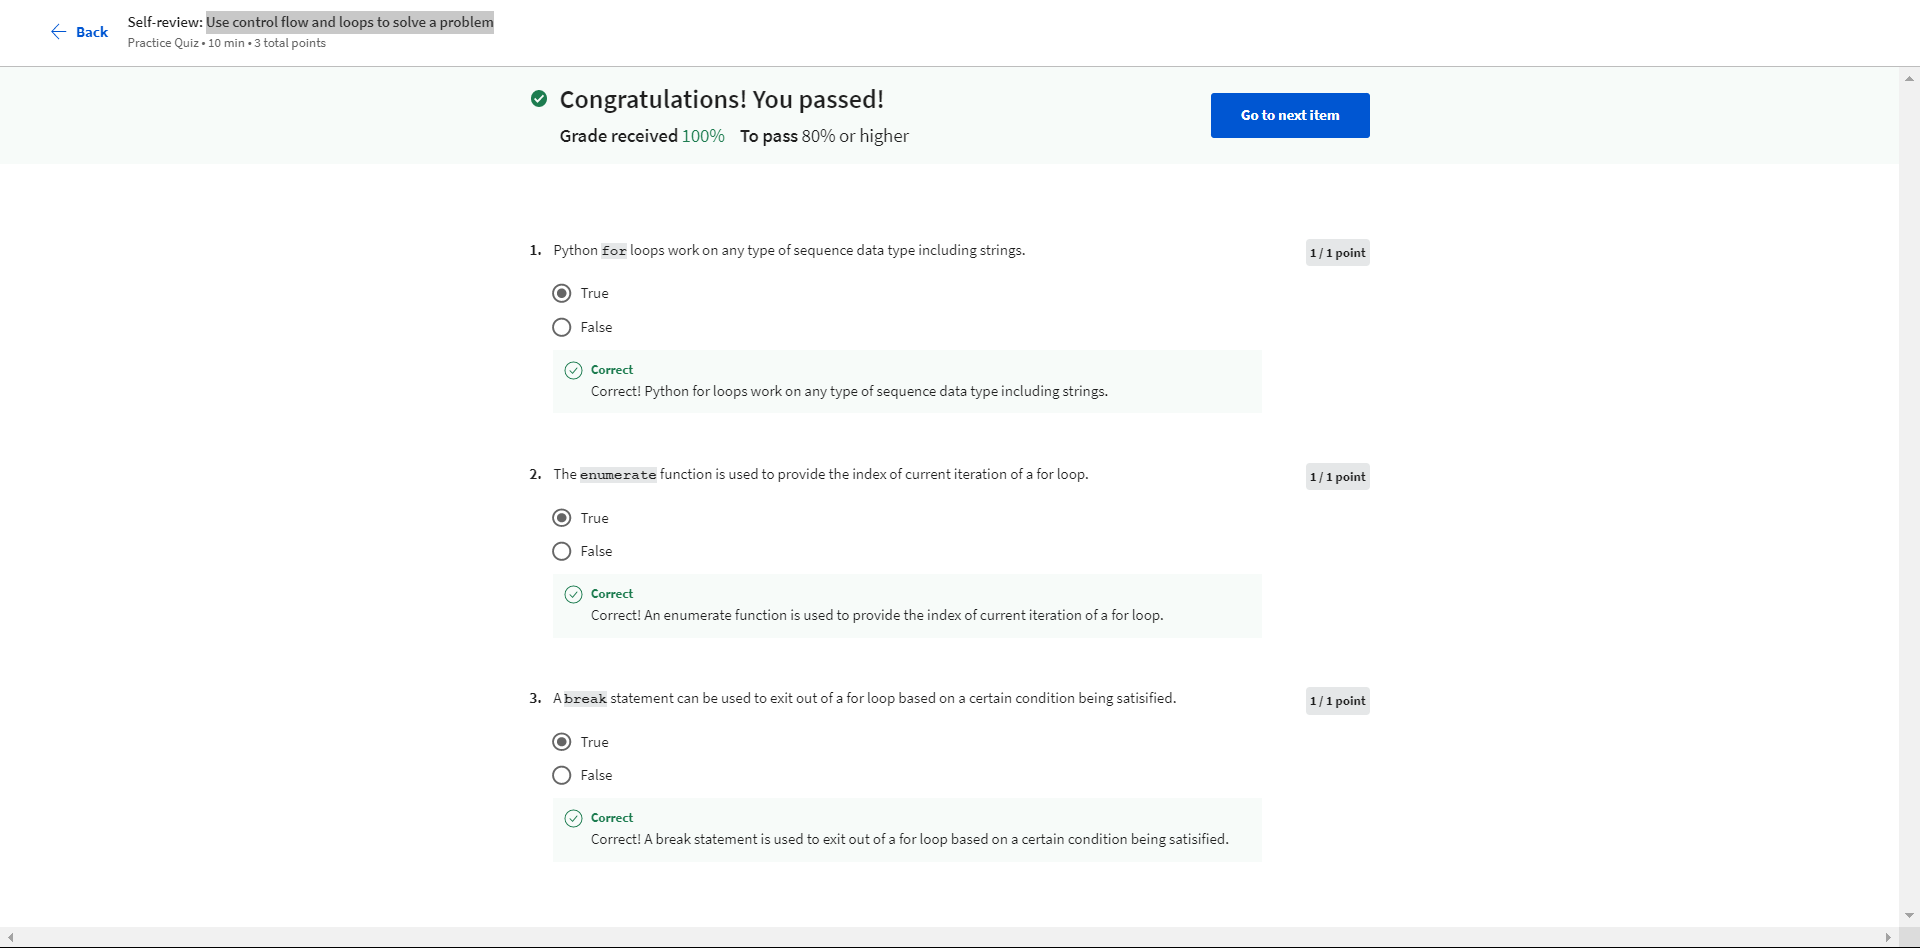 Back
Self-review: Use control flow and loops to solve a problem
Practice Quiz • 10 min • 3 total points
Congratulations! You passed!
Grade received 100% To pass 80% or higher
Go to next item
1. Python for loops work on any type of sequence data type including strings.
1 / 1 point
True
False
Correct
Correct! Python for loops work on any type of sequence data type including strings.
2. The enumerate function is used to provide the index of current iteration of a for loop.
1 / 1 point
True
False
Correct
Correct! An enumerate function is used to provide the index of current iteration of a for loop.
3. A break statement can be used to exit out of a for loop based on a certain condition being satisified.
1 / 1 point
True
False
Correct
Correct! A break statement is used to exit out of a for loop based on a certain condition being satisified.